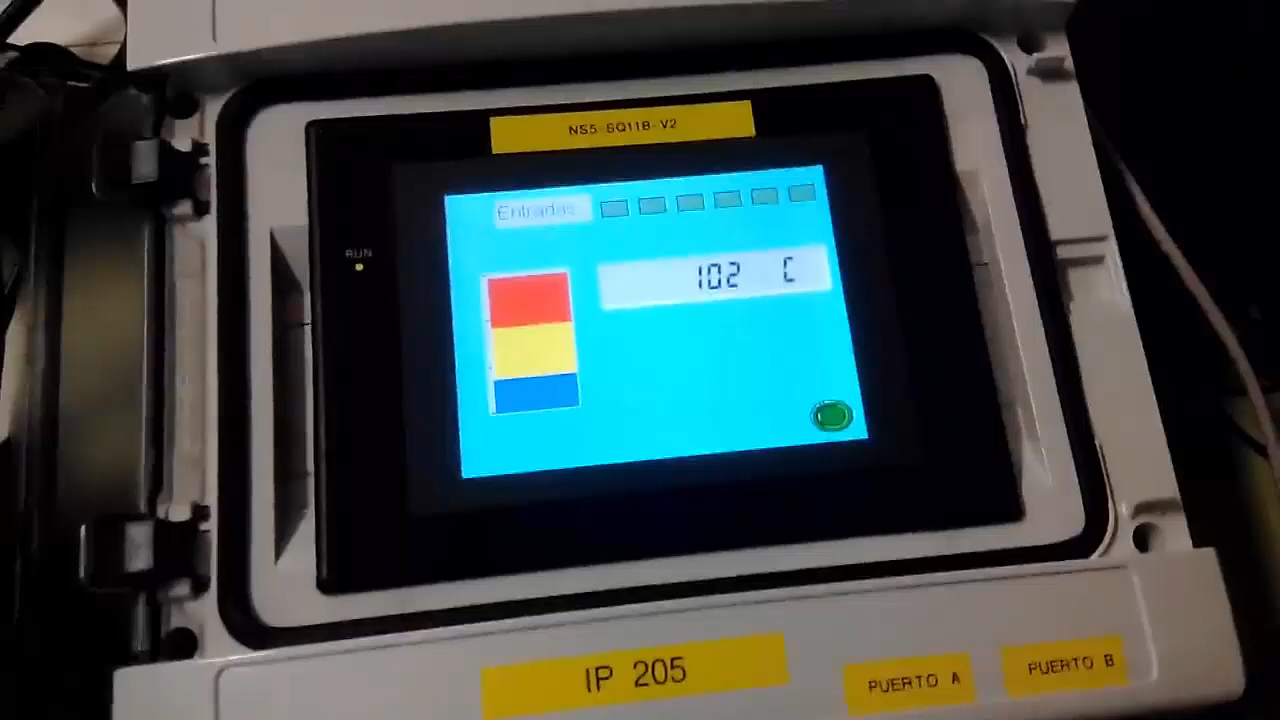 NS5-SQ11B-V2
Entradas
RUN
102 C
IP 205
PUERTO A
PUERTO B